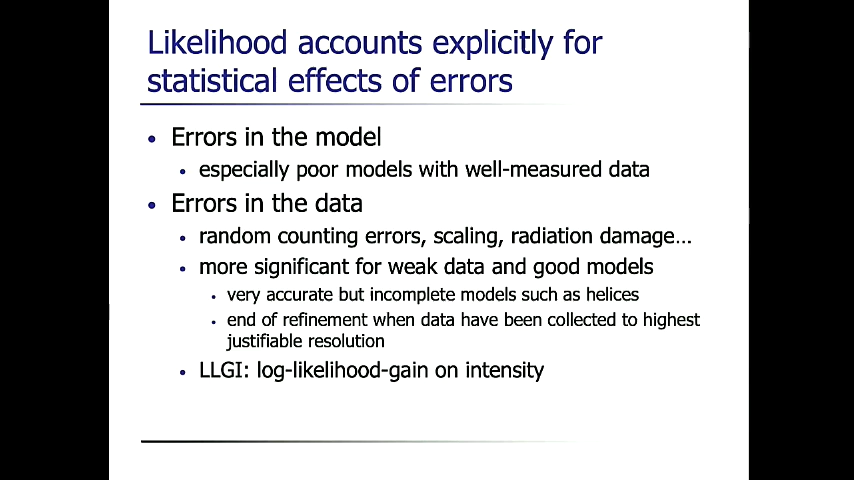 Likelihood accounts explicitly for
statistical effects of errors
• Errors in the model
• especially poor models with well-measured data
• Errors in the data
• random counting errors, scaling, radiation damage...
• more significant for weak data and good models
• very accurate but incomplete models such as helices
• end of refinement when data have been collected to highest
justifiable resolution
• LLGI: log-likelihood-gain on intensity